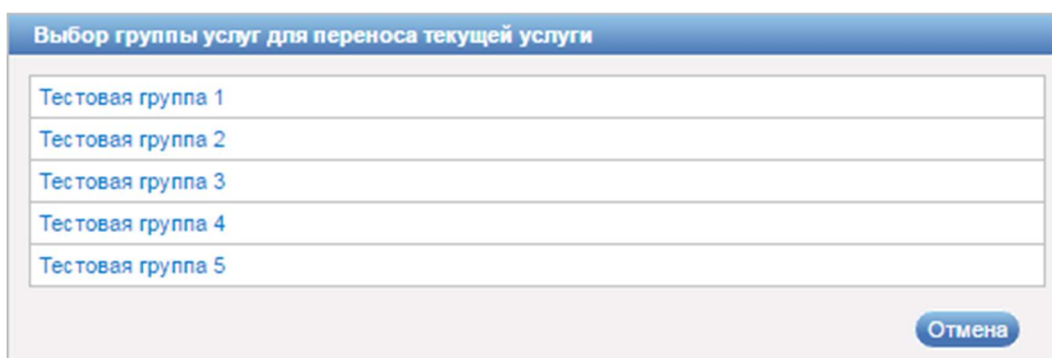 Выбор группы услуг для переноса текущей услуги
Тестовая группа 1
Тестовая группа 2
Тестовая группа 3
Тестовая группа 4
Тестовая группа 5
Отмена